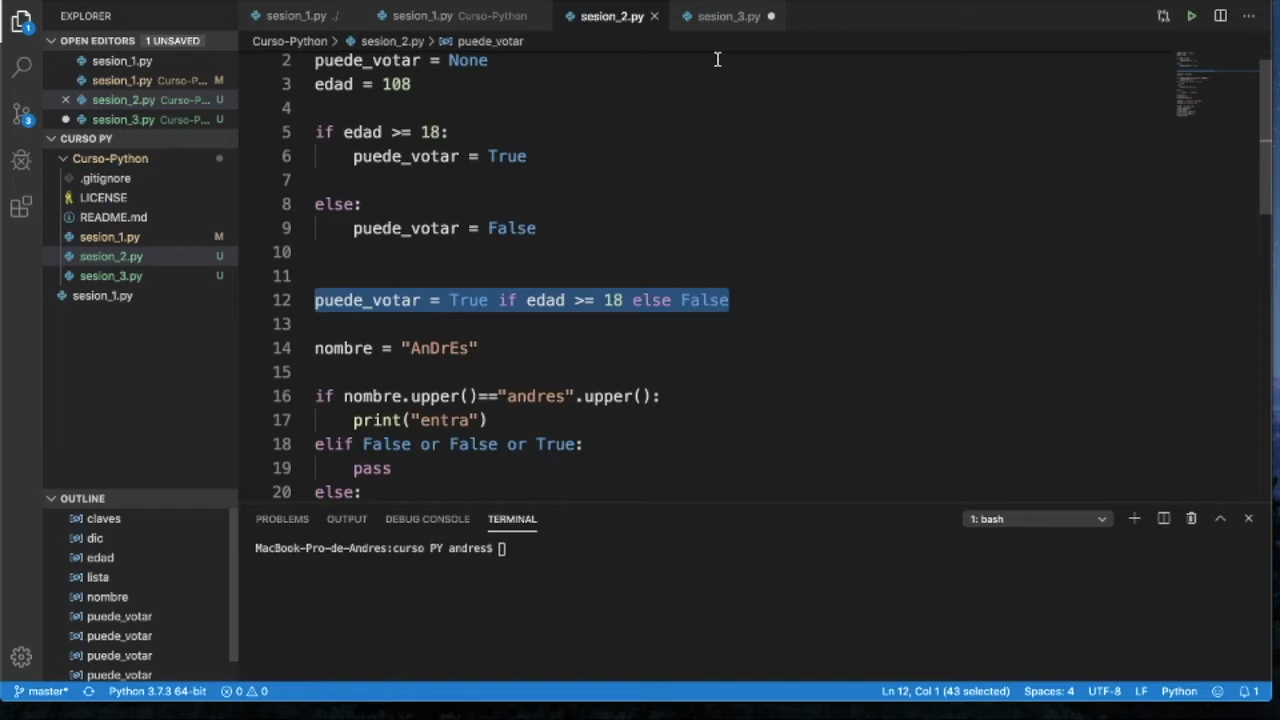 EXPLORER
sesion_1.py ./
sesion_1.py Curso-Python
sesion_2.py
sesion_3.py
OPEN EDITORS 1 UNSAVED
Curso-Python > sesion_2.py > puede_votar
sesion_1.py
sesion_1.py Curso-P... M
sesion_2.py Curso-P... U
sesion_3.py Curso-P... U
CURSO PY
Curso-Python
.gitignore
LICENSE
README.md
sesion_1.py M
sesion_2.py U
sesion_3.py U
sesion_1.py
1
3
2 puede_votar = None
3 edad = 108
4
5 if edad >= 18:
6 puede_votar = True
7
8 else:
9 puede_votar = False
10
11
12 puede_votar = True if edad >= 18 else False
13
14 nombre = "AnDrEs"
15
16 if nombre.upper()=="andres".upper():
17 print("entra")
18 elif False or False or True:
19 pass
20 else:
OUTLINE
claves
dic
edad
lista
nombre
puede_votar
puede_votar
puede_votar
puede_votar
PROBLEMS OUTPUT DEBUG CONSOLE TERMINAL 1: bash
MacBook-Pro-de-Andres:curso PY andres$
master* Python 3.7.3 64-bit 0 0 Ln 12, Col 1 (43 selected) Spaces: 4 UTF-8 LF Python 1